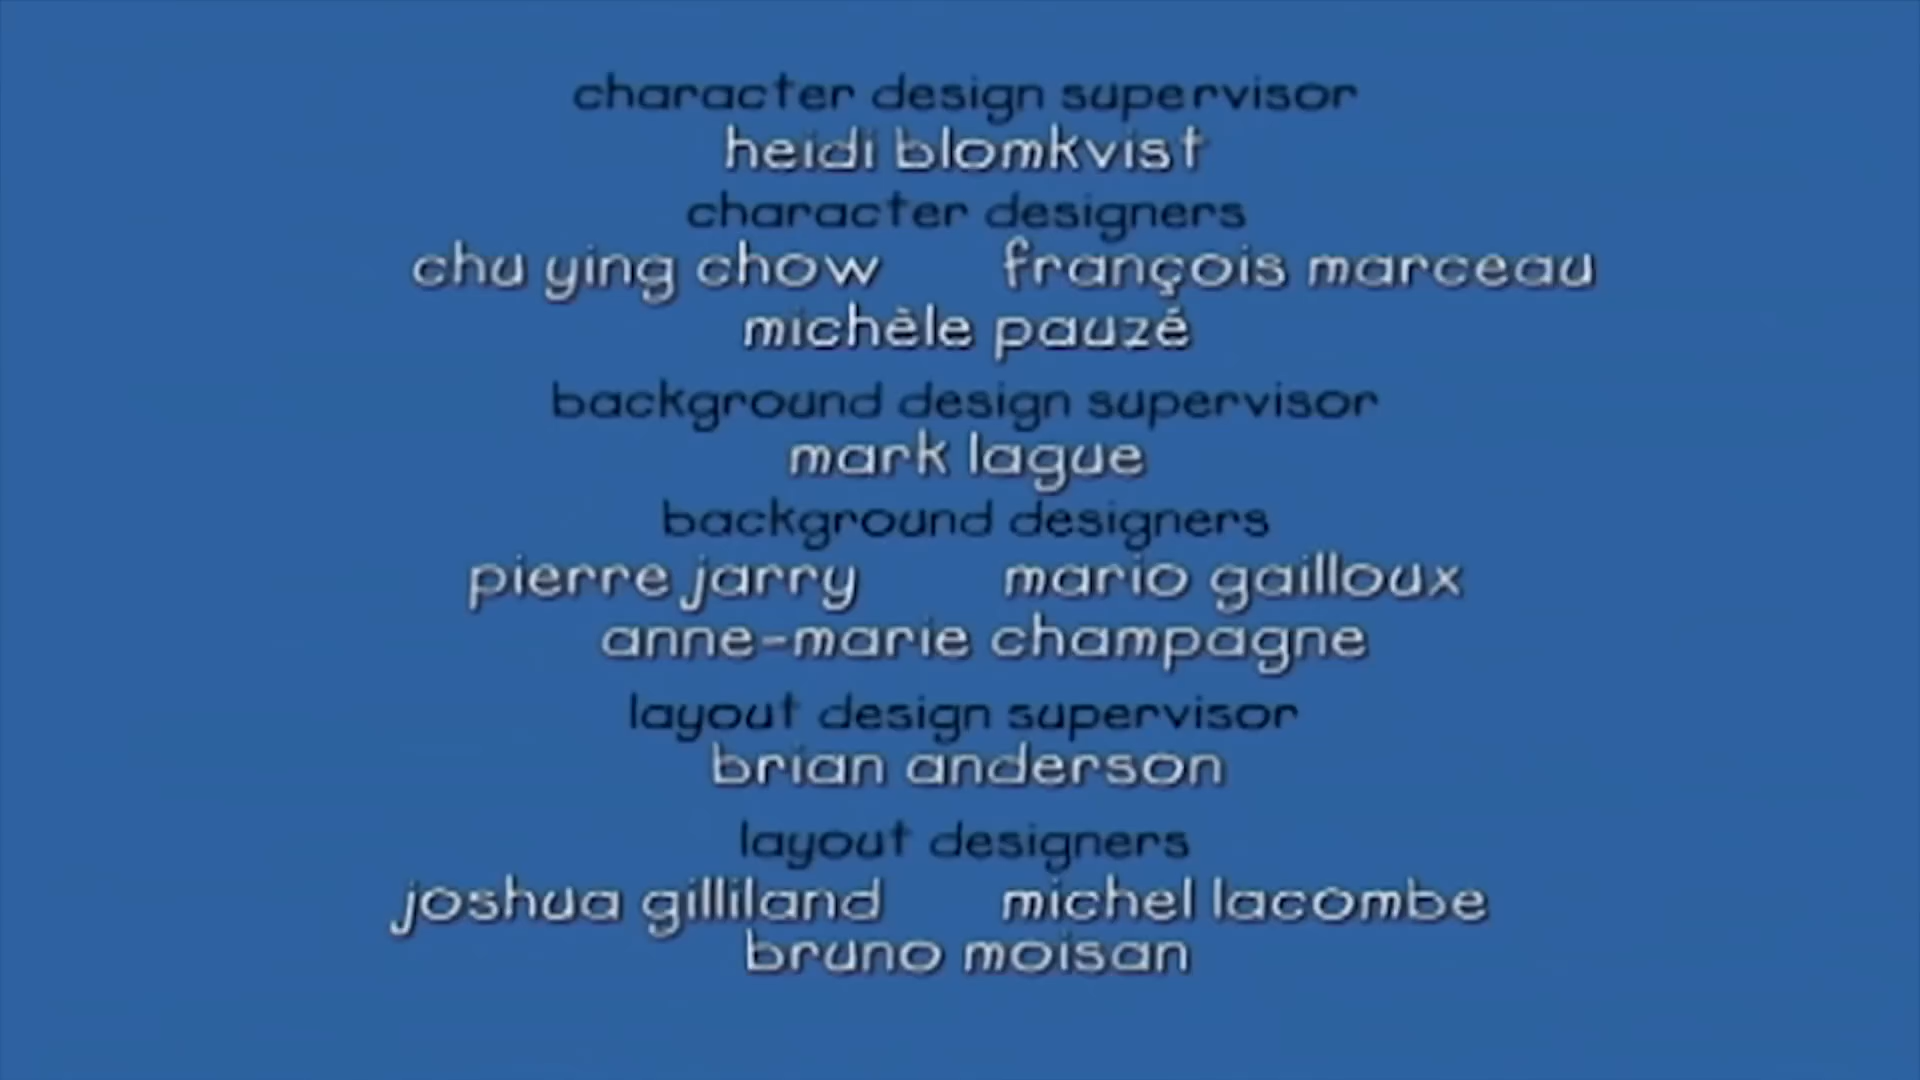 character design supervisor
heidi blomkvist
character designers
chu ying chow françois marceau
michèle pauzé
background design supervisor
mark lague
background designers
pierre jarry mario gailloux
anne-marie champagne
layout design supervisor
brian anderson
layout designers
joshua gilliland michel lacombe
bruno moisan